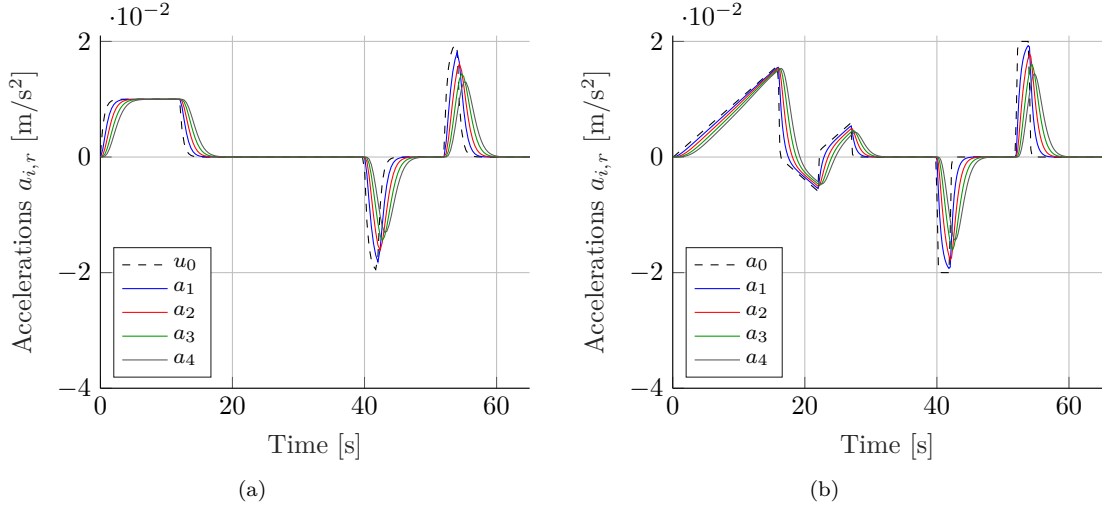 ·10⁻²
2
0
−2
−4
0
20
40
60
Accelerations a_{i,r} [m/s²]
Time [s]
u₀
a₁
a₂
a₃
a₄
(a)
·10⁻²
2
0
−2
−4
0
20
40
60
Accelerations a_{i,r} [m/s²]
Time [s]
a₀
a₁
a₂
a₃
a₄
(b)